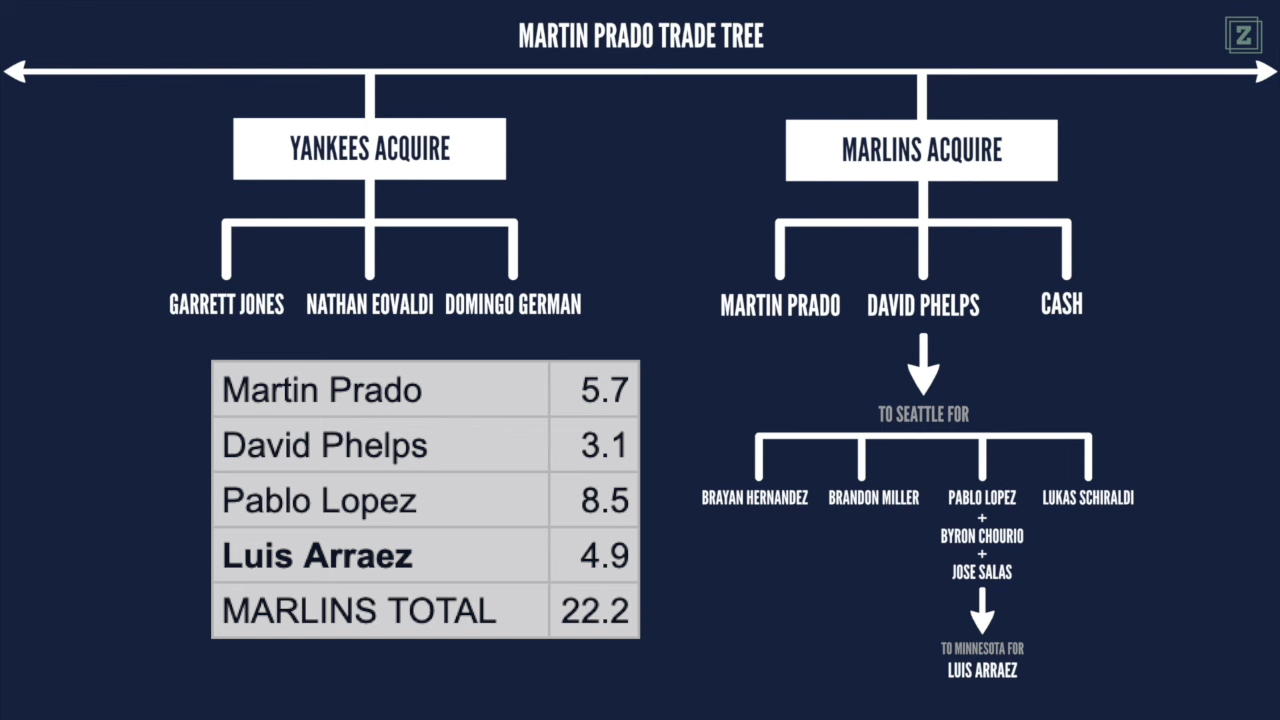 MARTIN PRADO TRADE TREE
Z
YANKEES ACQUIRE
MARLINS ACQUIRE
GARRETT JONES
NATHAN EOVALDI
DOMINGO GERMAN
MARTIN PRADO
DAVID PHELPS
CASH
Martin Prado 5.7
David Phelps 3.1
Pablo Lopez 8.5
Luis Arraez 4.9
MARLINS TOTAL 22.2
TO SEATTLE FOR
BRAYAN HERNANDEZ
BRANDON MILLER
PABLO LOPEZ
+
BYRON CHOURIO
+
JOSE SALAS
LUKAS SCHIRALDI
TO MINNESOTA FOR
LUIS ARRAEZ